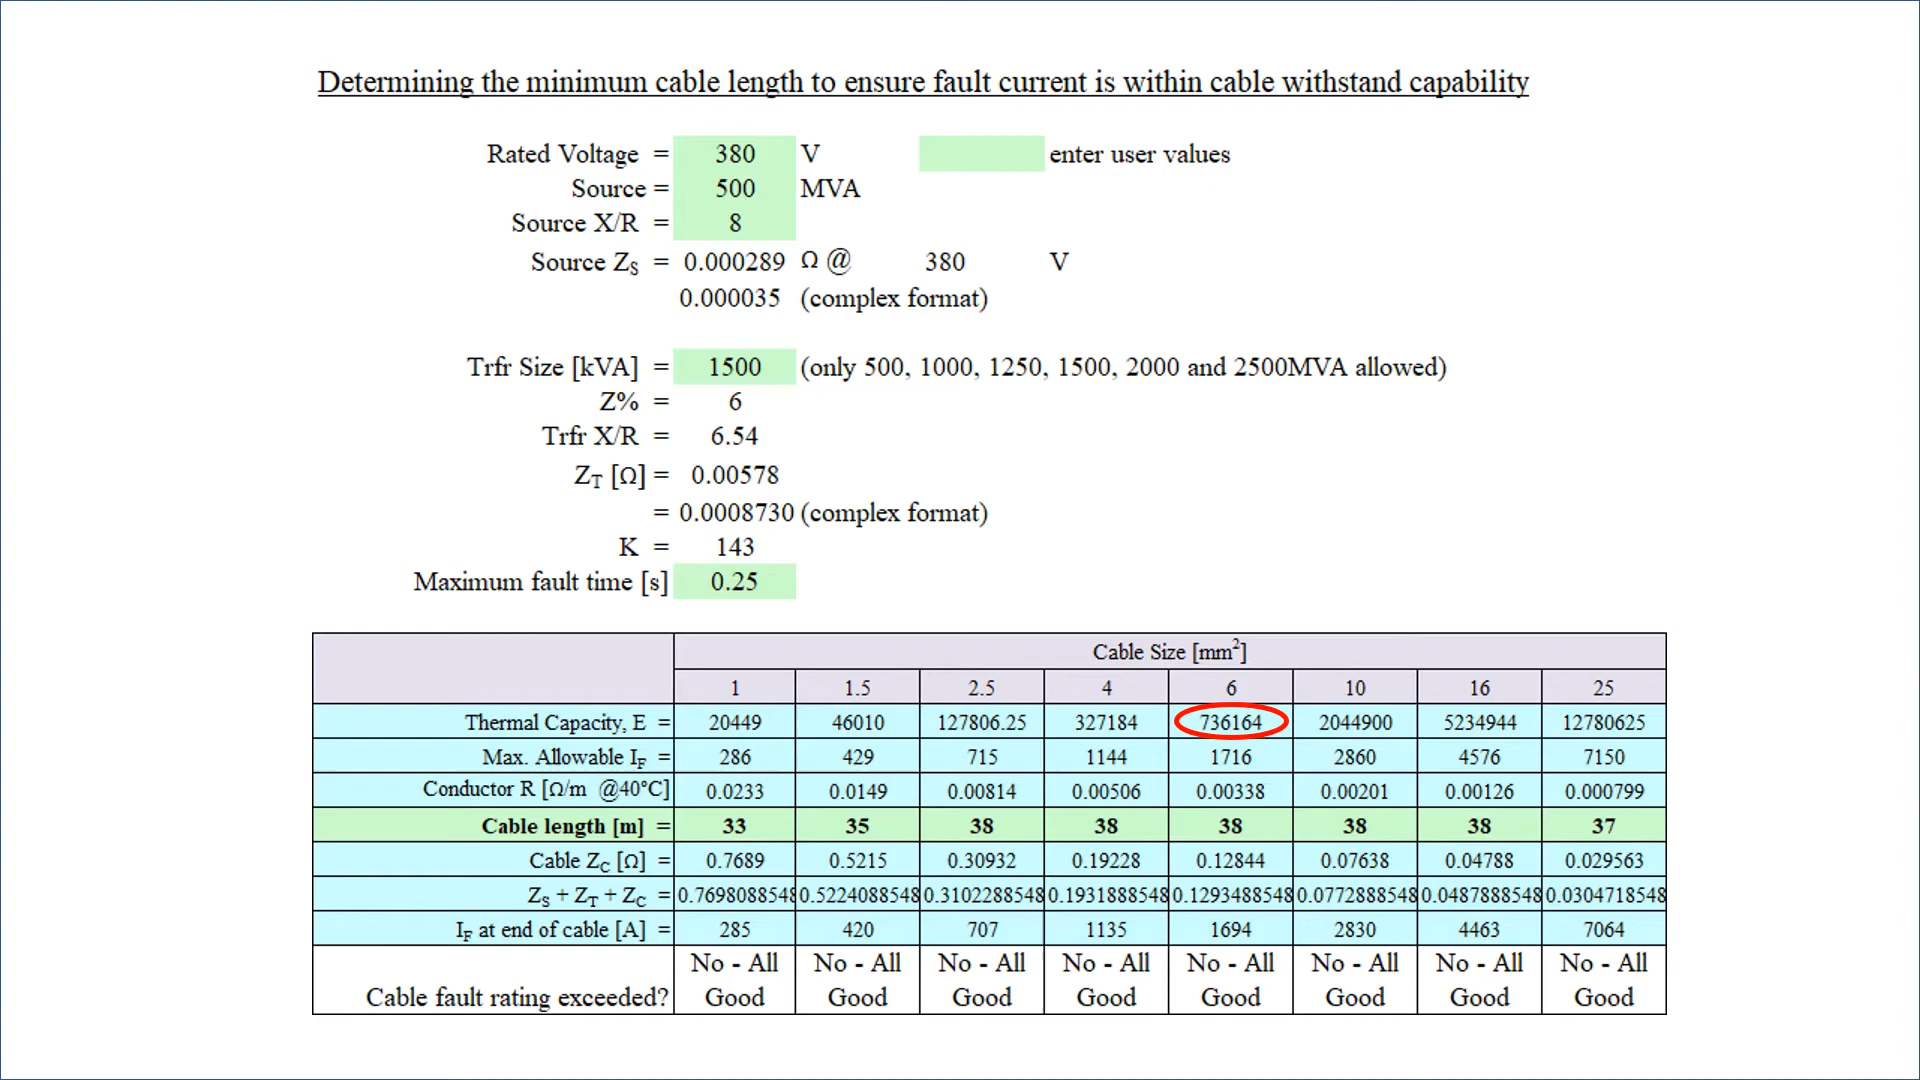 Determining the minimum cable length to ensure fault current is within cable withstand capability
Rated Voltage = 380 V enter user values
Source = 500 MVA
Source X/R = 8
Source ZS = 0.000289 Ω @ 380 V
0.000035 (complex format)
Trfr Size [kVA] = 1500 (only 500, 1000, 1250, 1500, 2000 and 2500MVA allowed)
Z% = 6
Trfr X/R = 6.54
ZT [Ω] = 0.00578
= 0.0008730 (complex format)
K = 143
Maximum fault time [s] 0.25
Cable Size [mm2]
1 1.5 2.5 4 6 10 16 25
Thermal Capacity, E = 20449 46010 127806.25 327184 736164 2044900 5234944 12780625
Max. Allowable IF = 286 429 715 1144 1716 2860 4576 7150
Conductor R [Ω/m @40°C] 0.0233 0.0149 0.00814 0.00506 0.00338 0.00201 0.00126 0.000799
Cable length [m] = 33 35 38 38 38 38 38 37
Cable ZC [Ω] = 0.7689 0.5215 0.30932 0.19228 0.12844 0.07638 0.04788 0.029563
ZS + ZT + ZC = 0.7698088548 0.5224088548 0.3102288548 0.1931888548 0.1293488548 0.0772888548 0.0487888548 0.0304718548
IF at end of cable [A] = 285 420 707 1135 1694 2830 4463 7064
No - All No - All No - All No - All No - All No - All No - All No - All
Cable fault rating exceeded? Good Good Good Good Good Good Good Good